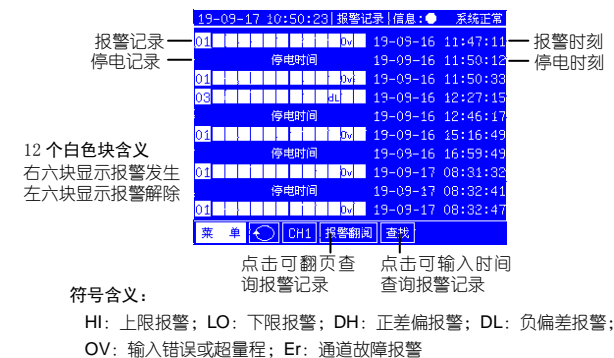 19-09-17 10:50:23 报警记录 信息: 系统正常
报警记录 01 Ov 19-09-16 11:47:11 报警时刻
停电记录 停电时间 19-09-16 11:50:12 停电时刻
01 Ov 19-09-16 11:50:33
03 dL 19-09-16 12:27:15
停电时间 19-09-16 12:46:17
01 Ov 19-09-16 15:16:49
停电时间 19-09-16 16:59:49
01 Ov 19-09-17 08:31:32
停电时间 19-09-17 08:32:41
01 Ov 19-09-17 08:32:47
12 个白色块含义
右六块显示报警发生
左六块显示报警解除
菜 单 CH1 报警翻阅 查找
点击可翻页查
询报警记录
点击可输入时间
查询报警记录
符号含义:
HI: 上限报警; LO: 下限报警; DH: 正差偏报警; DL: 负偏差报警;
OV: 输入错误或超量程; Er: 通道故障报警